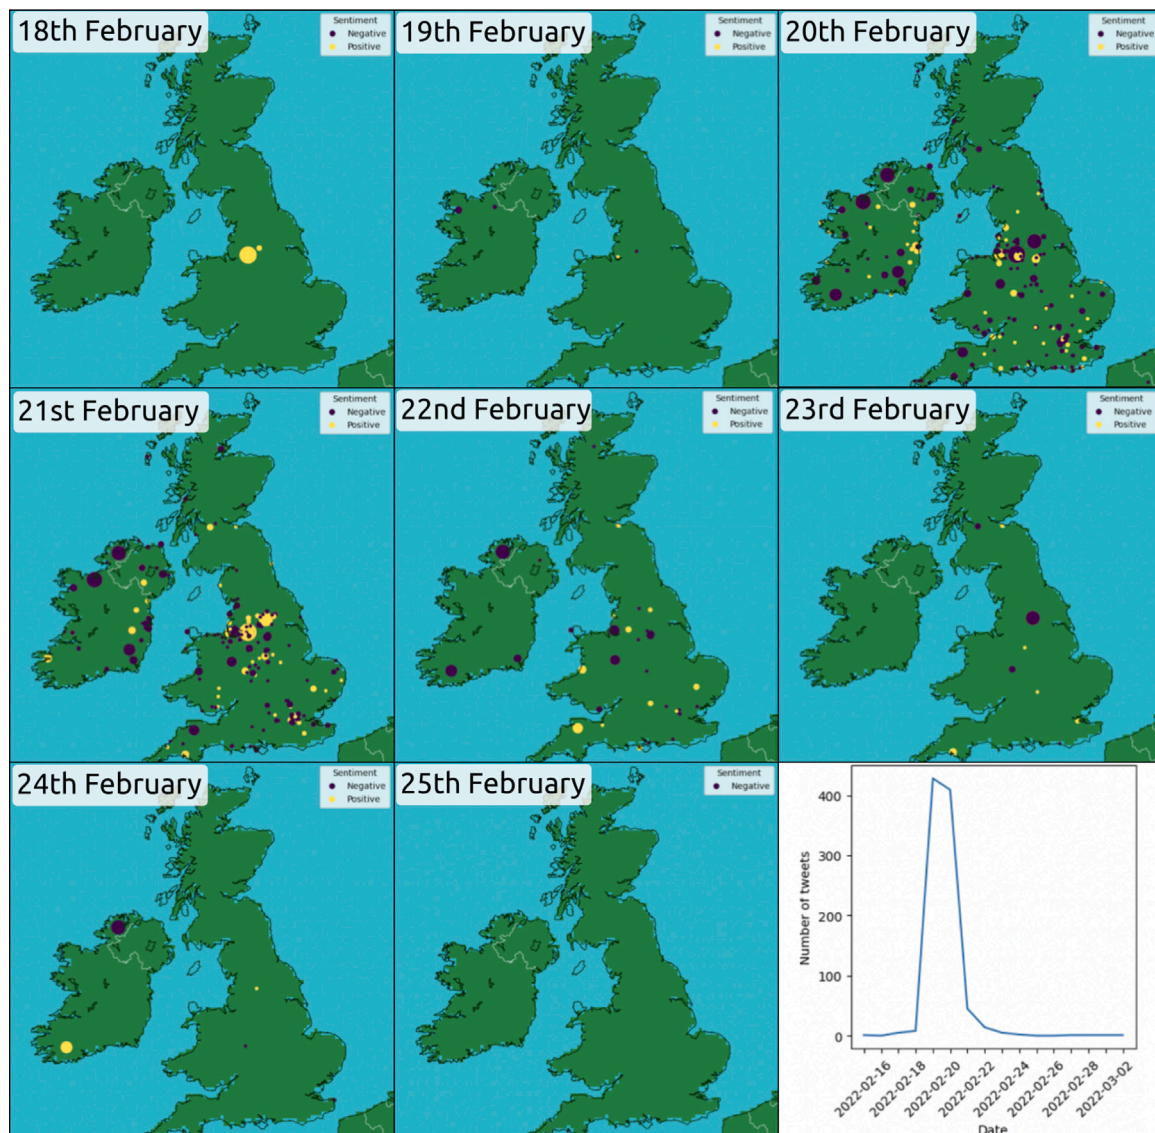 18th February
Sentiment
Negative
Positive
19th February
Sentiment
Negative
Positive
20th February
Sentiment
Negative
Positive
21st February
Sentiment
Negative
Positive
22nd February
Sentiment
Negative
Positive
23rd February
Sentiment
Negative
Positive
24th February
Sentiment
Negative
Positive
25th February
Sentiment
Negative
Number of tweets
400
300
200
100
0
2022-02-16
2022-02-18
2022-02-20
2022-02-22
2022-02-24
2022-02-26
2022-02-28
2022-03-02
Date